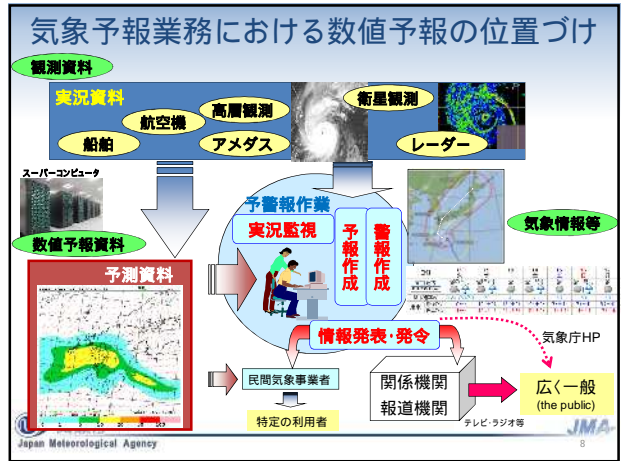 気象予報業務における数値予報の位置づけ
観測資料
実況資料
船舶
航空機
高層観測
アメダス
衛星観測
レーダー
スーパーコンピュータ
数値予報資料
予測資料
予警報作業
実況監視
予報作成
警報作成
気象情報等
情報発表・発令
気象庁HP
民間気象事業者
特定の利用者
関係機関
報道機関
テレビ・ラジオ等
広く一般
(the public)
Japan Meteorological Agency
JMA
8